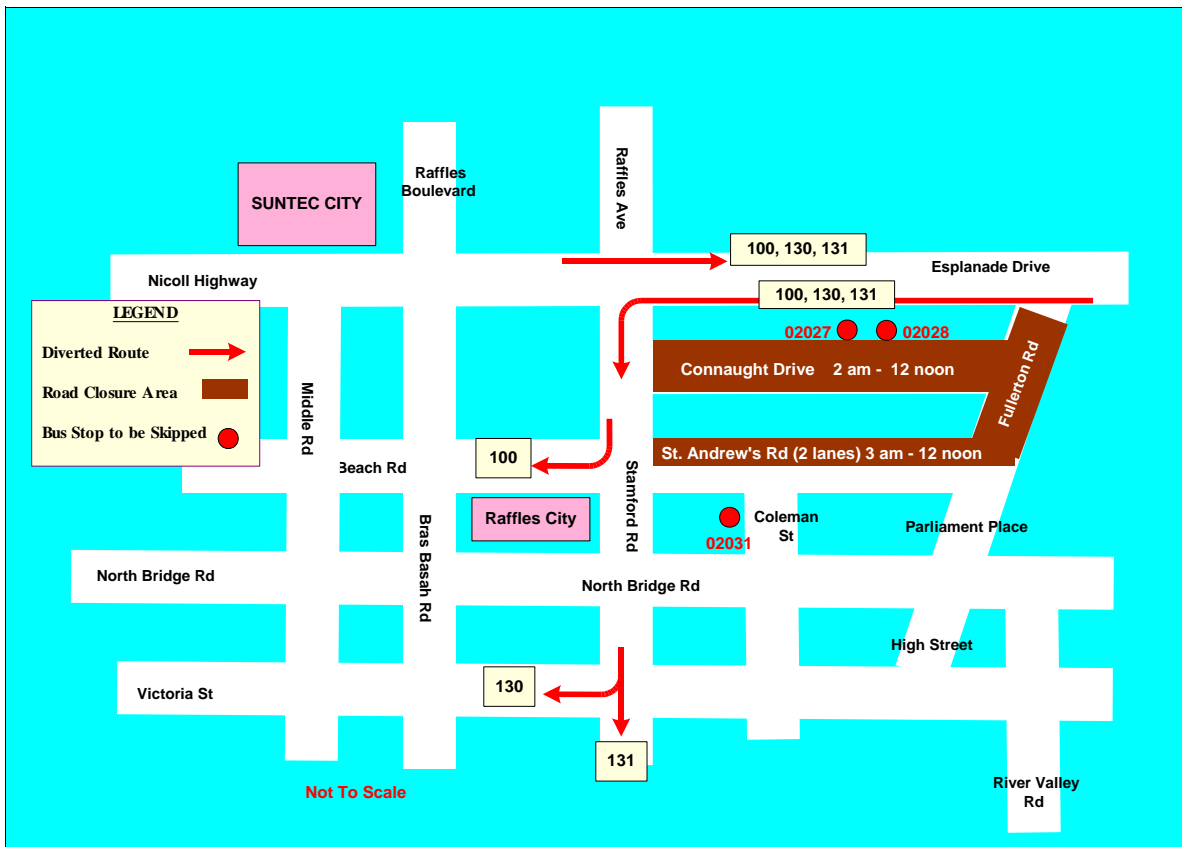 Raffles
Boulevard
Raffles Ave
SUNTEC CITY
100, 130, 131
Esplanade Drive
Nicoll Highway
100, 130, 131
LEGEND
Diverted Route
Road Closure Area
Bus Stop to be Skipped
02027
02028
Connaught Drive 2 am - 12 noon
Fullerton Rd
Middle Rd
St. Andrew's Rd (2 lanes) 3 am - 12 noon
100
Beach Rd
Stamford Rd
Raffles City
Bras Basah Rd
02031
Coleman
St
Parliament Place
North Bridge Rd
North Bridge Rd
High Street
130
Victoria St
131
Not To Scale
River Valley
Rd